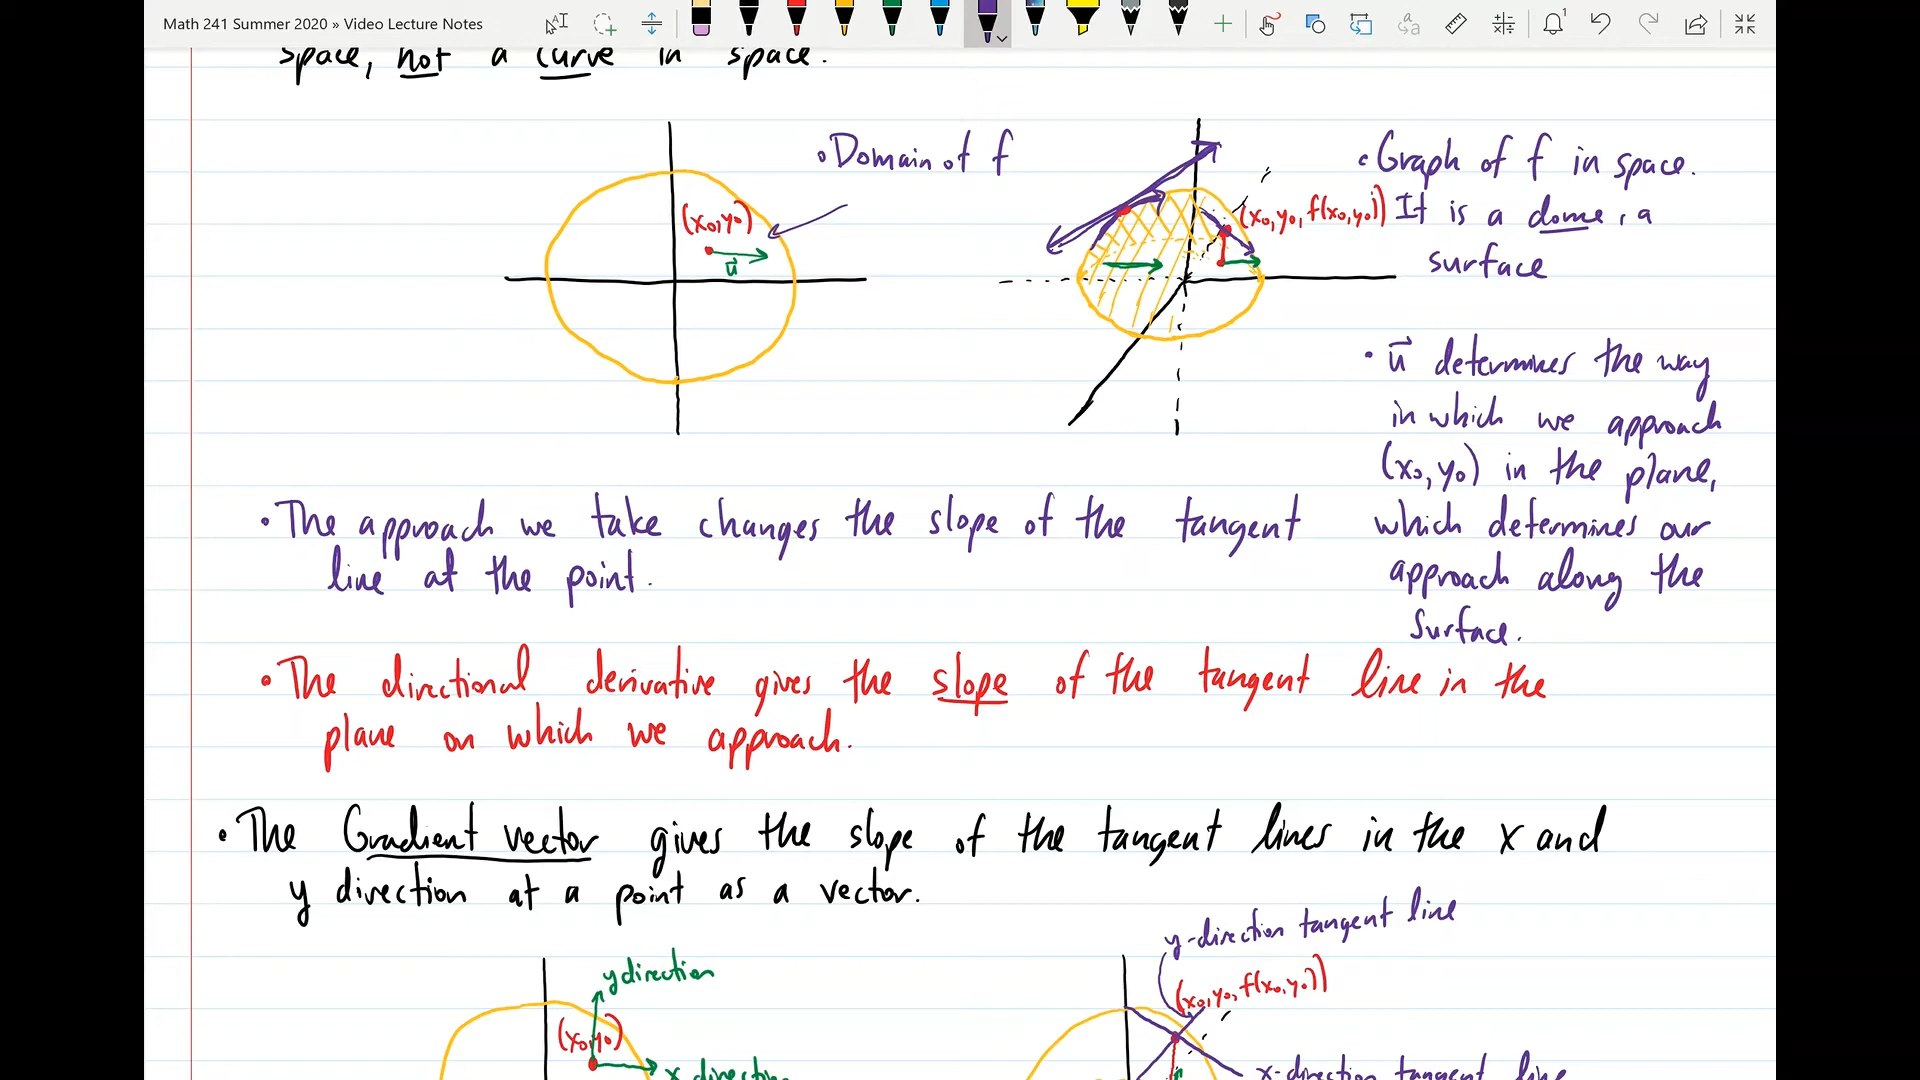 Math 241 Summer 2020 » Video Lecture Notes
space, not a curve in space.
• Domain of f
(x₀,y₀)
u⃗
• Graph of f in space.
(x₀, y₀, f(x₀,y₀)) It is a dome, a
surface
• u⃗ determines the way
in which we approach
(x₀, y₀) in the plane,
which determines our
approach along the
surface.
• The approach we take changes the slope of the tangent
line at the point.
• The directional derivative gives the slope of the tangent line in the
plane on which we approach.
• The Gradient vector gives the slope of the tangent lines in the x and
y direction at a point as a vector.
y direction
(x₀,y₀)
x direction
y-direction tangent line
(x₀,y₀, f(x₀,y₀))
x-direction tangent line